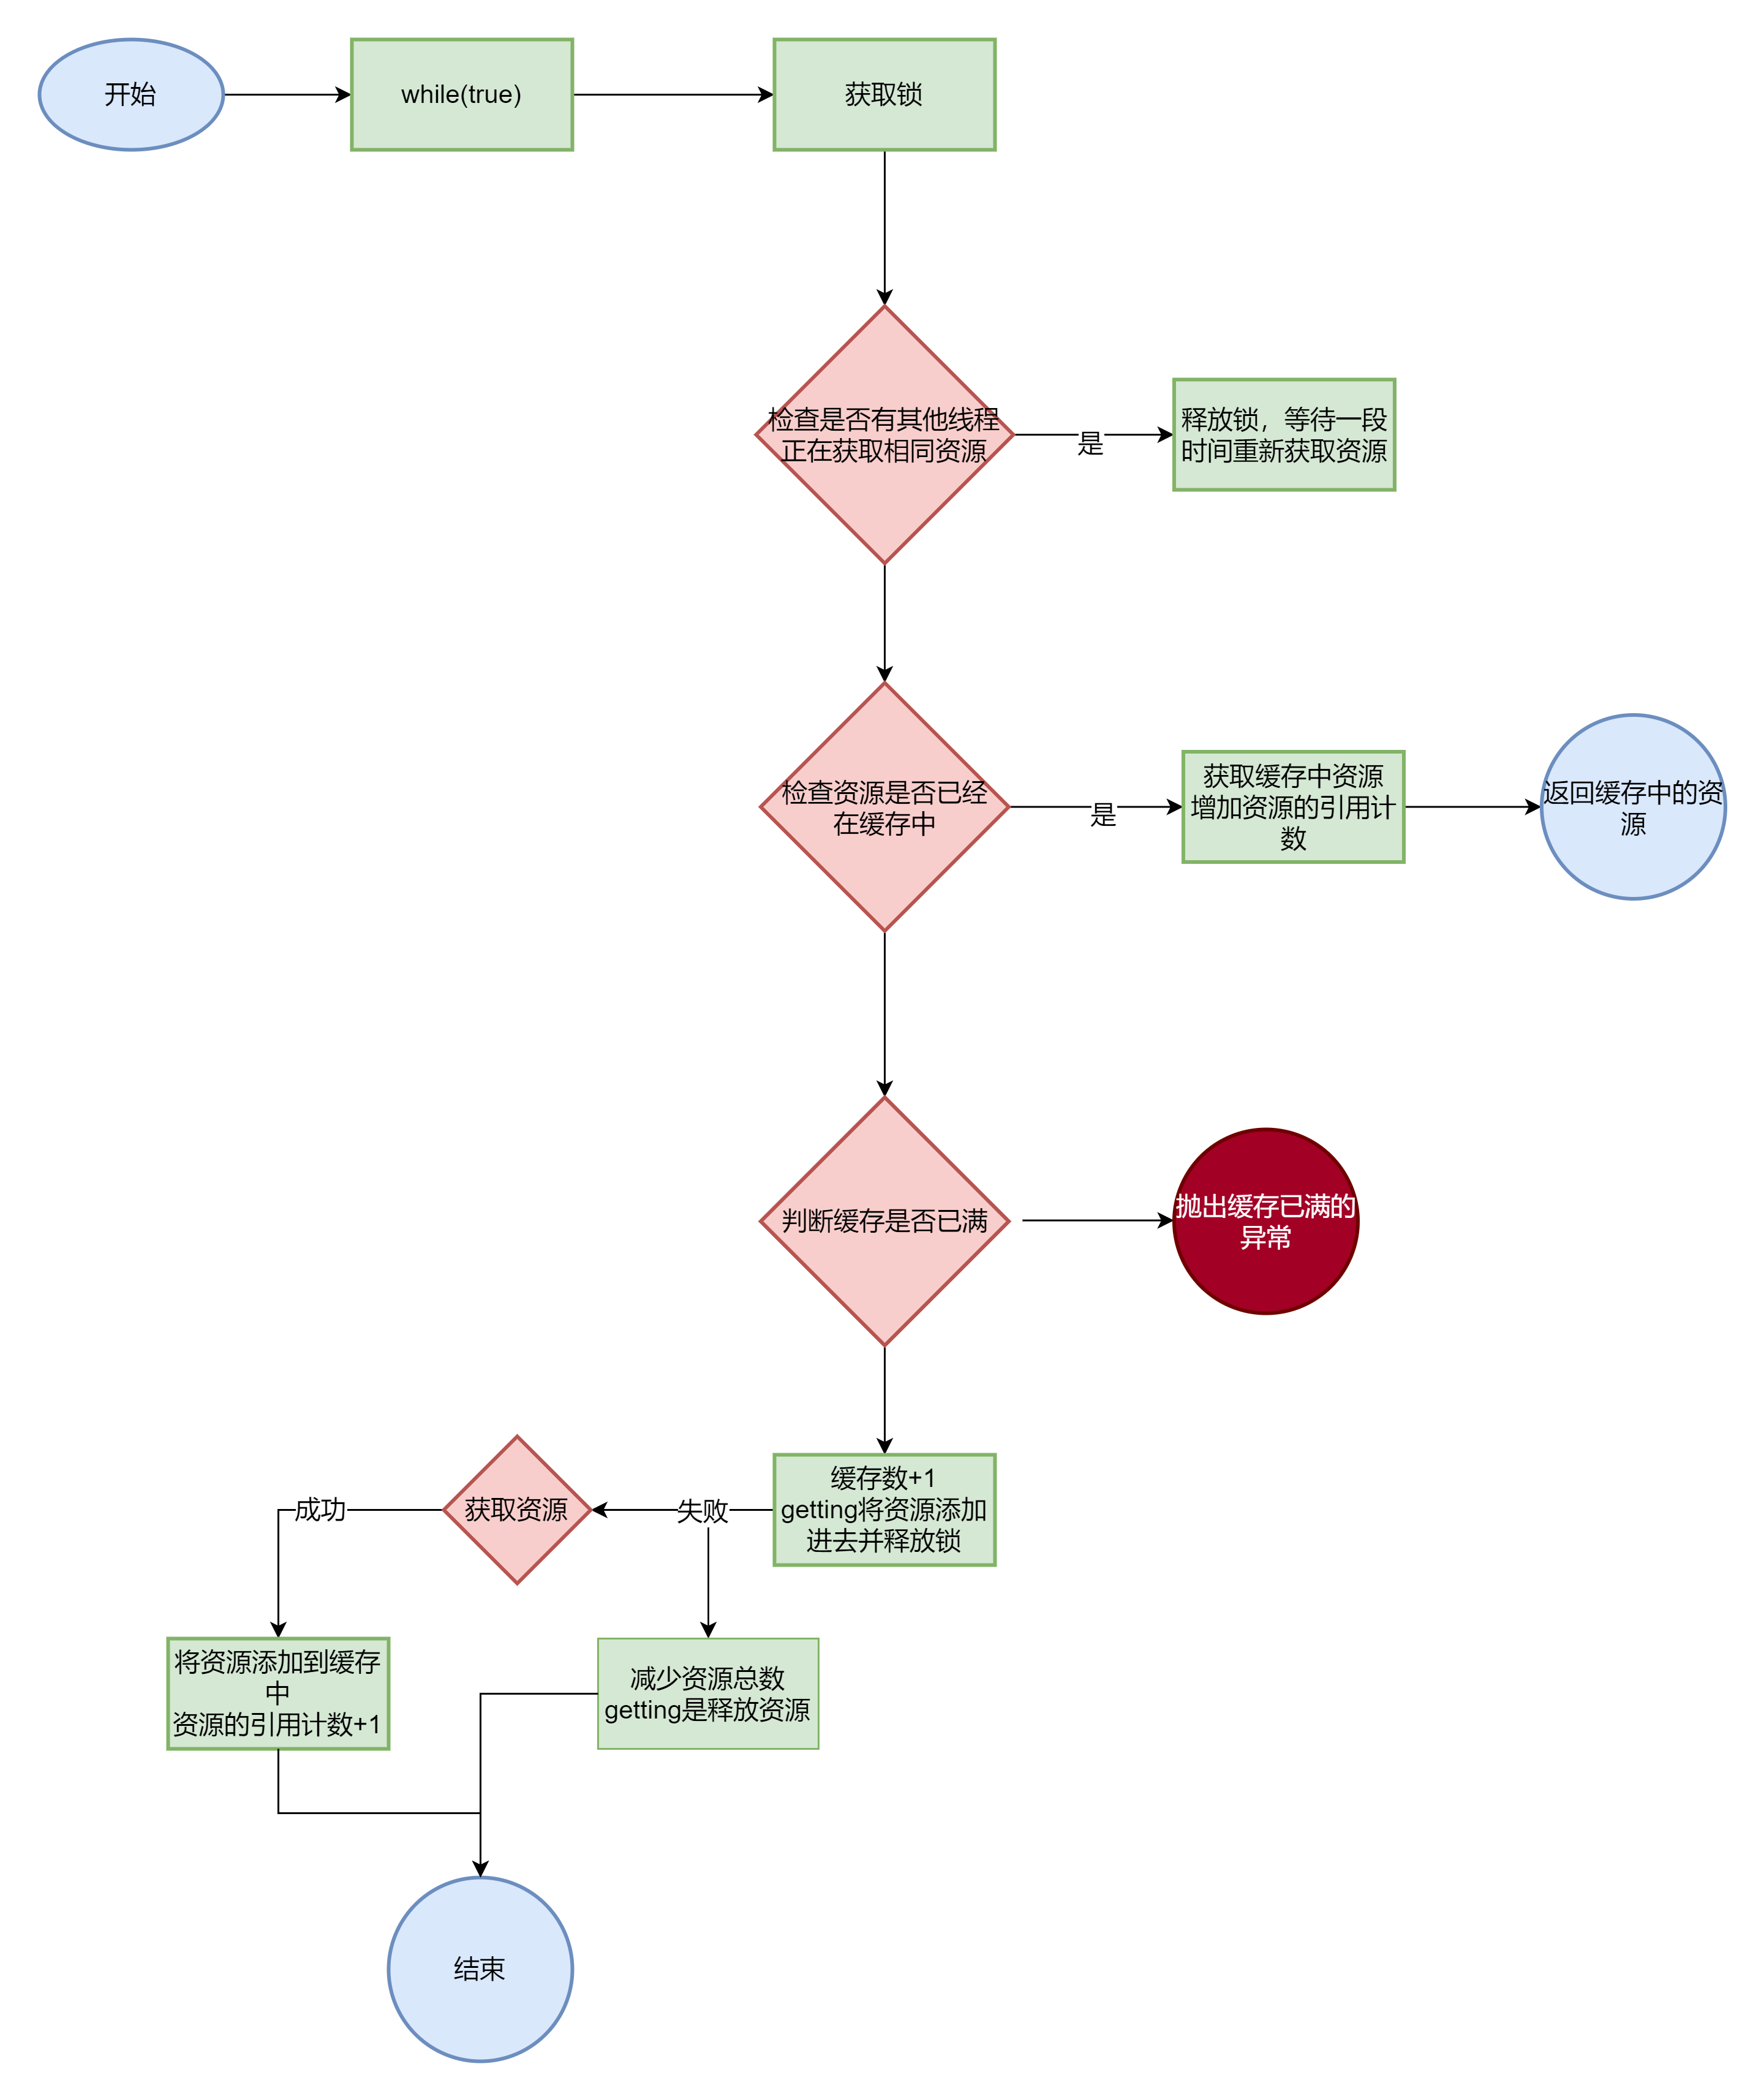 开始
while(true)
获取锁
检查是否有其他线程
正在获取相同资源
是
释放锁，等待一段
时间重新获取资源
检查资源是否已经
在缓存中
是
获取缓存中资源
增加资源的引用计
数
返回缓存中的资
源
判断缓存是否已满
抛出缓存已满的
异常
缓存数+1
getting将资源添加
进去并释放锁
失败
获取资源
成功
将资源添加到缓存
中
资源的引用计数+1
减少资源总数
getting是释放资源
结束